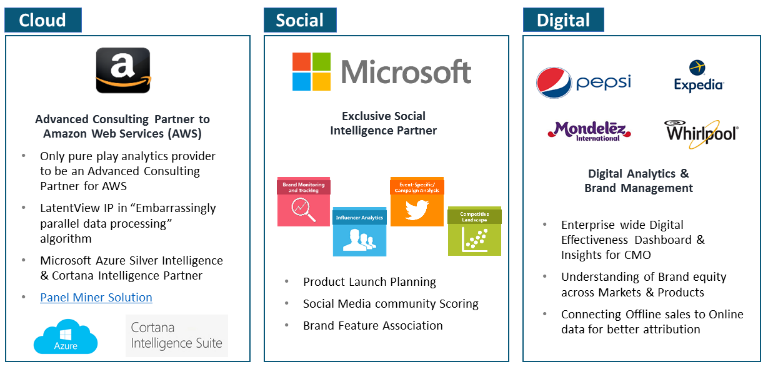 Cloud
a
Advanced Consulting Partner to
Amazon Web Services (AWS)
• Only pure play analytics provider
to be an Advanced Consulting
Partner for AWS
• LatentView IP in “Embarrassingly
parallel data processing”
algorithm
• Microsoft Azure Silver Intelligence
& Cortana Intelligence Partner
• Panel Miner Solution
Azure
Cortana
Intelligence Suite
Social
Microsoft
Exclusive Social
Intelligence Partner
Brand Monitoring
and Tracking
Influencer Analytics
Event-Specific/
Campaign Analysis
Competitive
Landscape
• Product Launch Planning
• Social Media community Scoring
• Brand Feature Association
Digital
pepsi
Expedia
Mondelēz
International
Whirlpool
Digital Analytics &
Brand Management
• Enterprise wide Digital
Effectiveness Dashboard &
Insights for CMO
• Understanding of Brand equity
across Markets & Products
• Connecting Offline sales to Online
data for better attribution